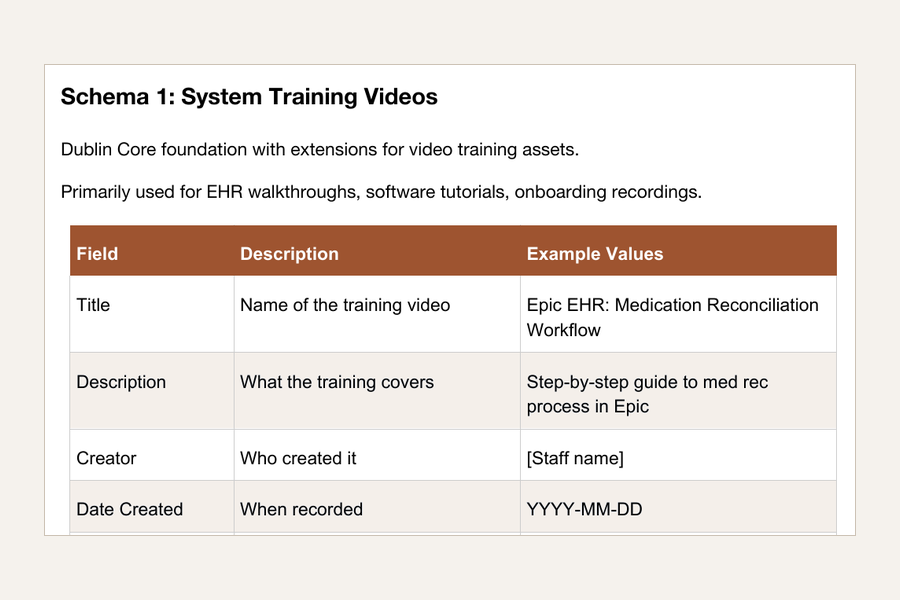 Schema 1: System Training Videos
Dublin Core foundation with extensions for video training assets.
Primarily used for EHR walkthroughs, software tutorials, onboarding recordings.
Field Description Example Values
Title Name of the training video Epic EHR: Medication Reconciliation
Workflow
Description What the training covers Step-by-step guide to med rec
process in Epic
Creator Who created it [Staff name]
Date Created When recorded YYYY-MM-DD